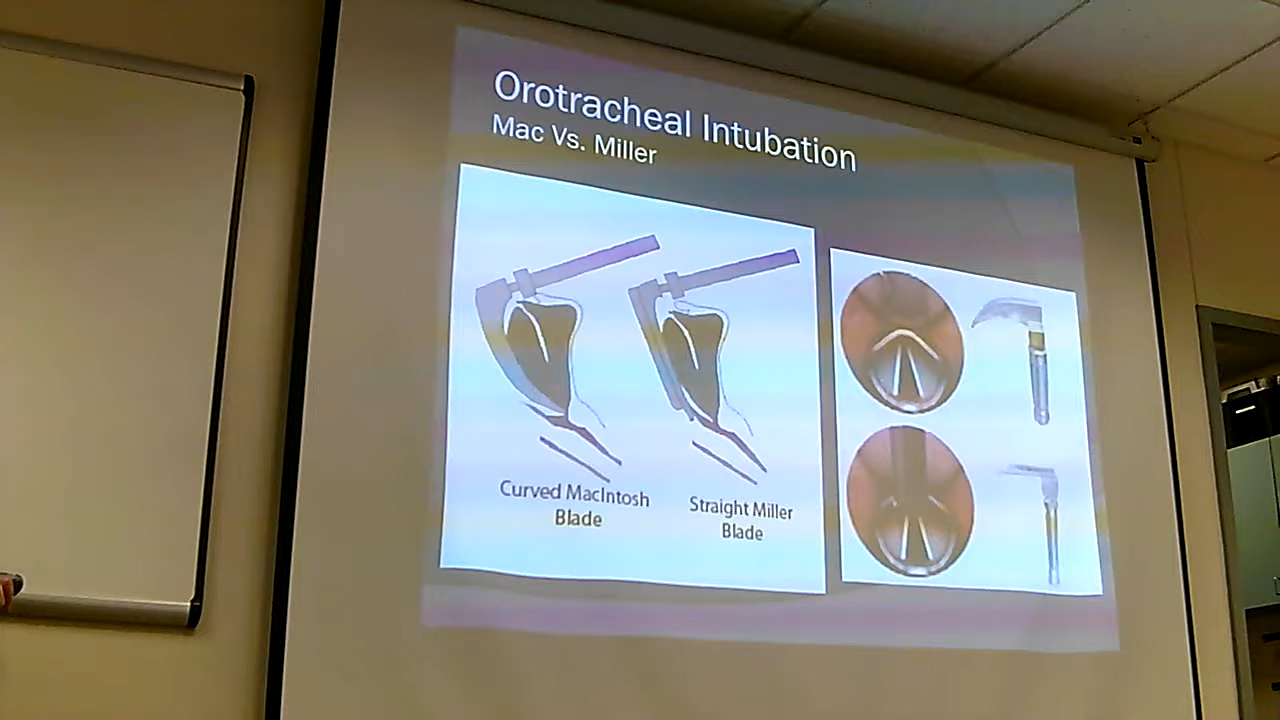 Orotracheal Intubation
Mac Vs. Miller
Curved MacIntosh
Blade
Straight Miller
Blade